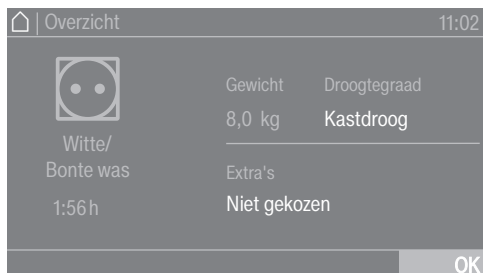 Overzicht 11:02
Witte/
Bonte was
1:56 h
Gewicht Droogtegraad
8,0 kg Kastdroog
Extra's
Niet gekozen
OK